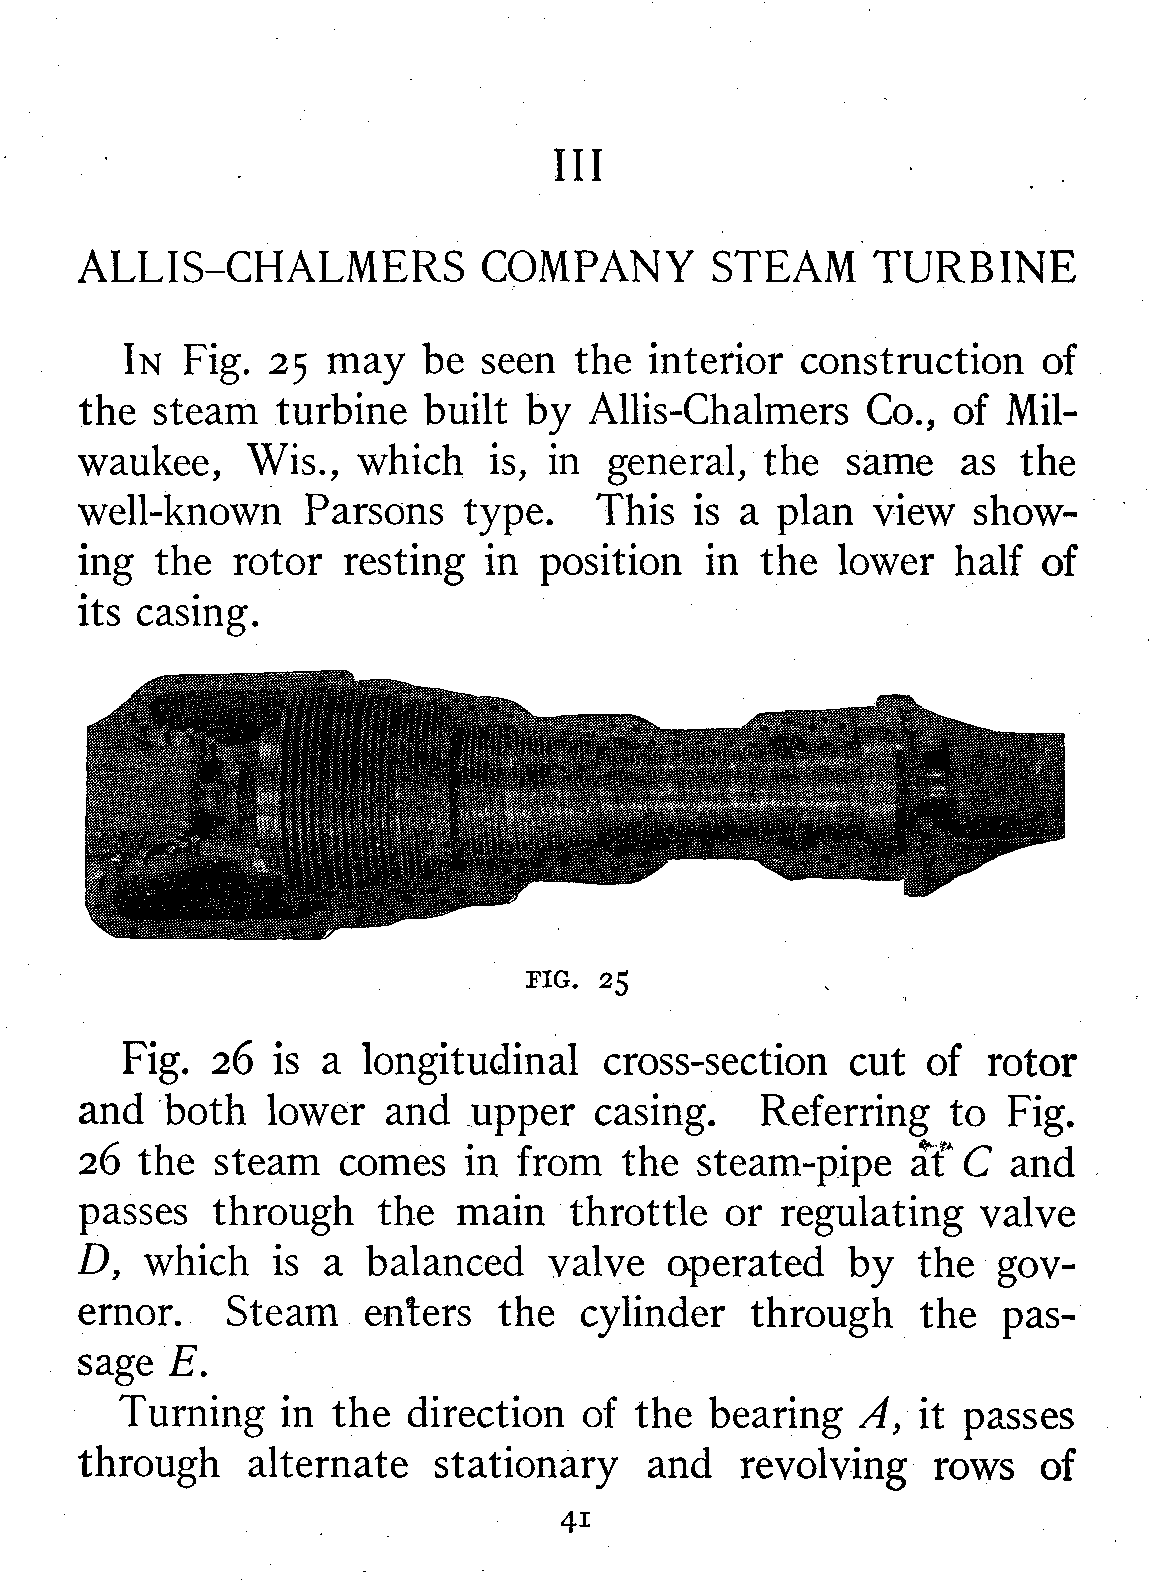 III
ALLIS–CHALMERS COMPANY STEAM TURBINE
In Fig. 25 may be seen the interior construction of
the steam turbine built by Allis-Chalmers Co., of Mil-
waukee, Wis., which is, in general, the same as the
well-known Parsons type. This is a plan view show-
ing the rotor resting in position in the lower half of
its casing.
FIG. 25
Fig. 26 is a longitudinal cross-section cut of rotor
and both lower and upper casing. Referring to Fig.
26 the steam comes in from the steam-pipe at C and
passes through the main throttle or regulating valve
D, which is a balanced valve operated by the gov-
ernor. Steam enters the cylinder through the pas-
sage E.
Turning in the direction of the bearing A, it passes
through alternate stationary and revolving rows of
41